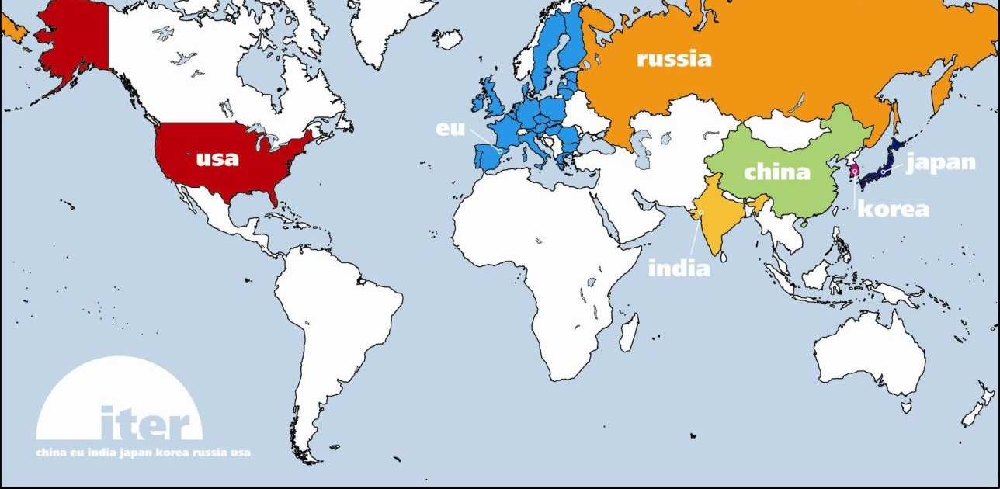 russia
eu
usa
china
japan
korea
india
iter
china eu india japan korea russia usa